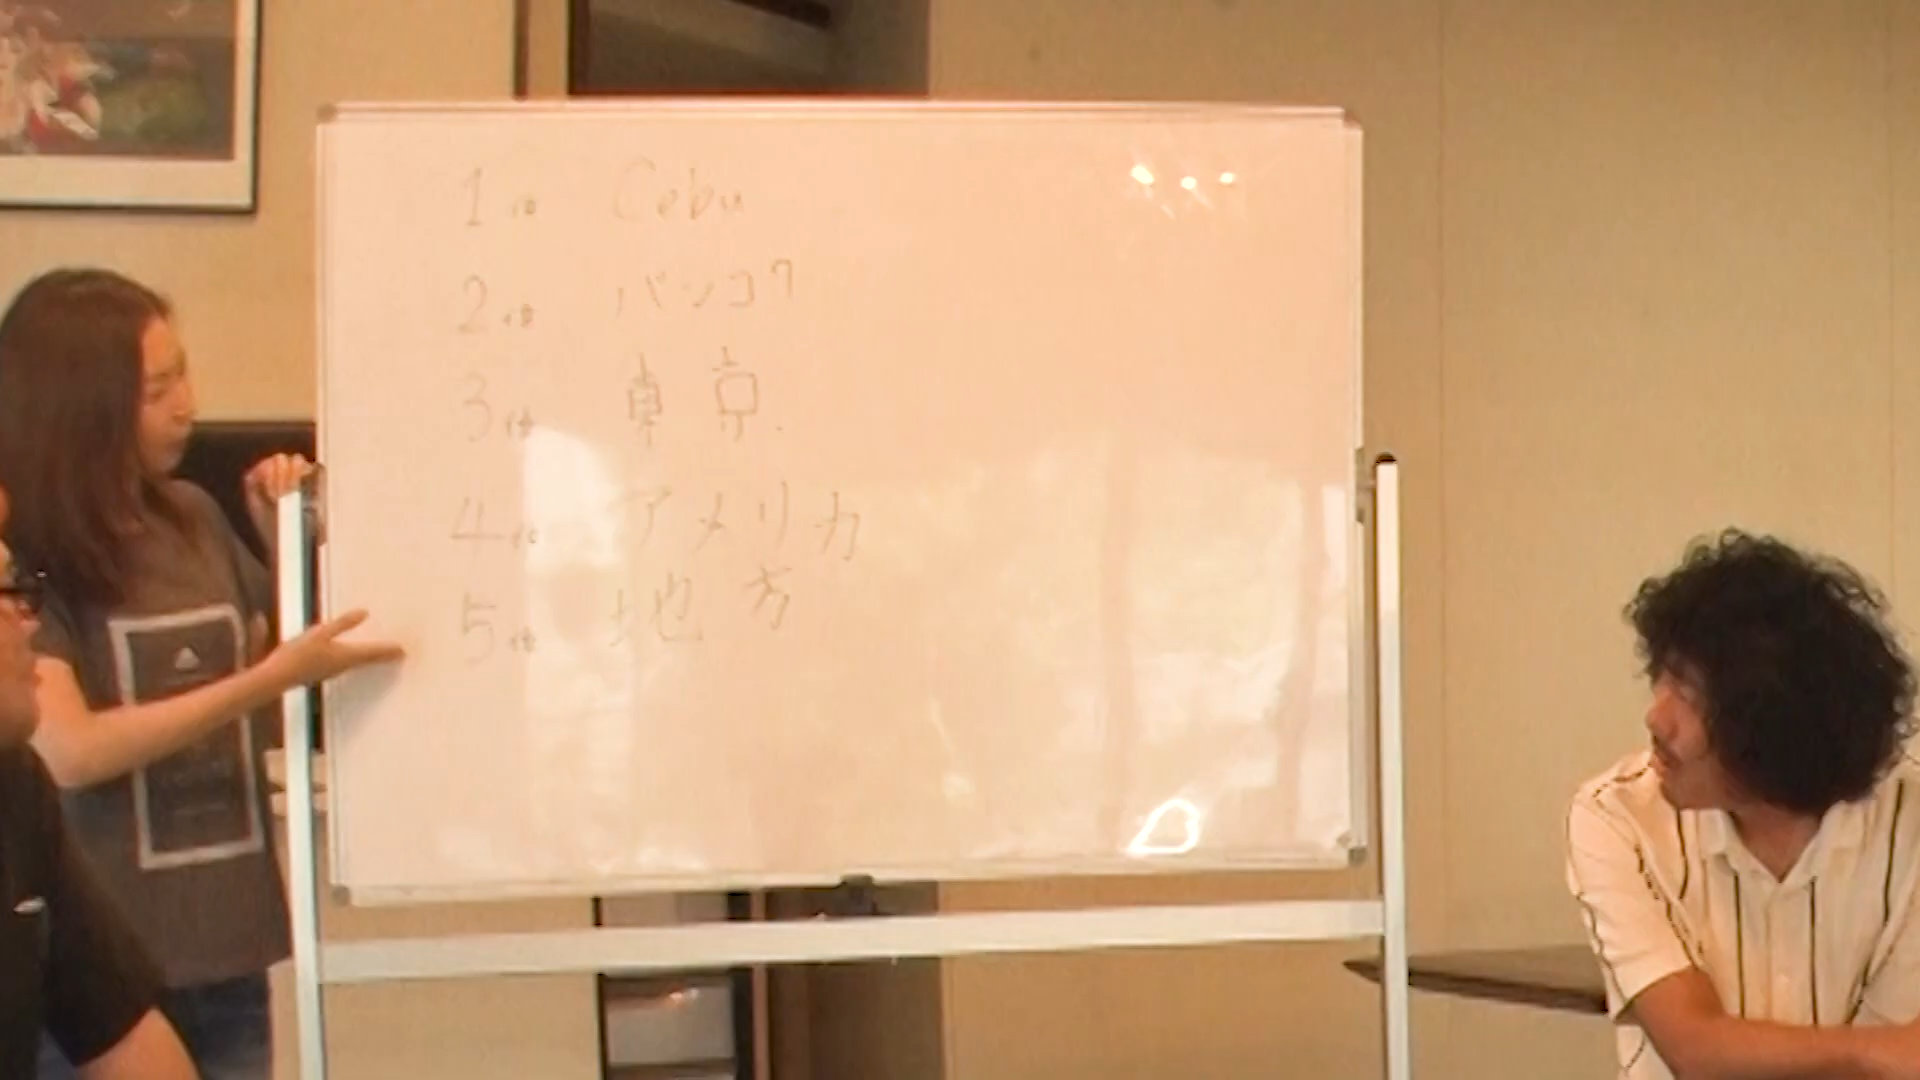 1位 Cebu
2位 バンコク
3位 東京.
4位 アメリカ
5位 地方